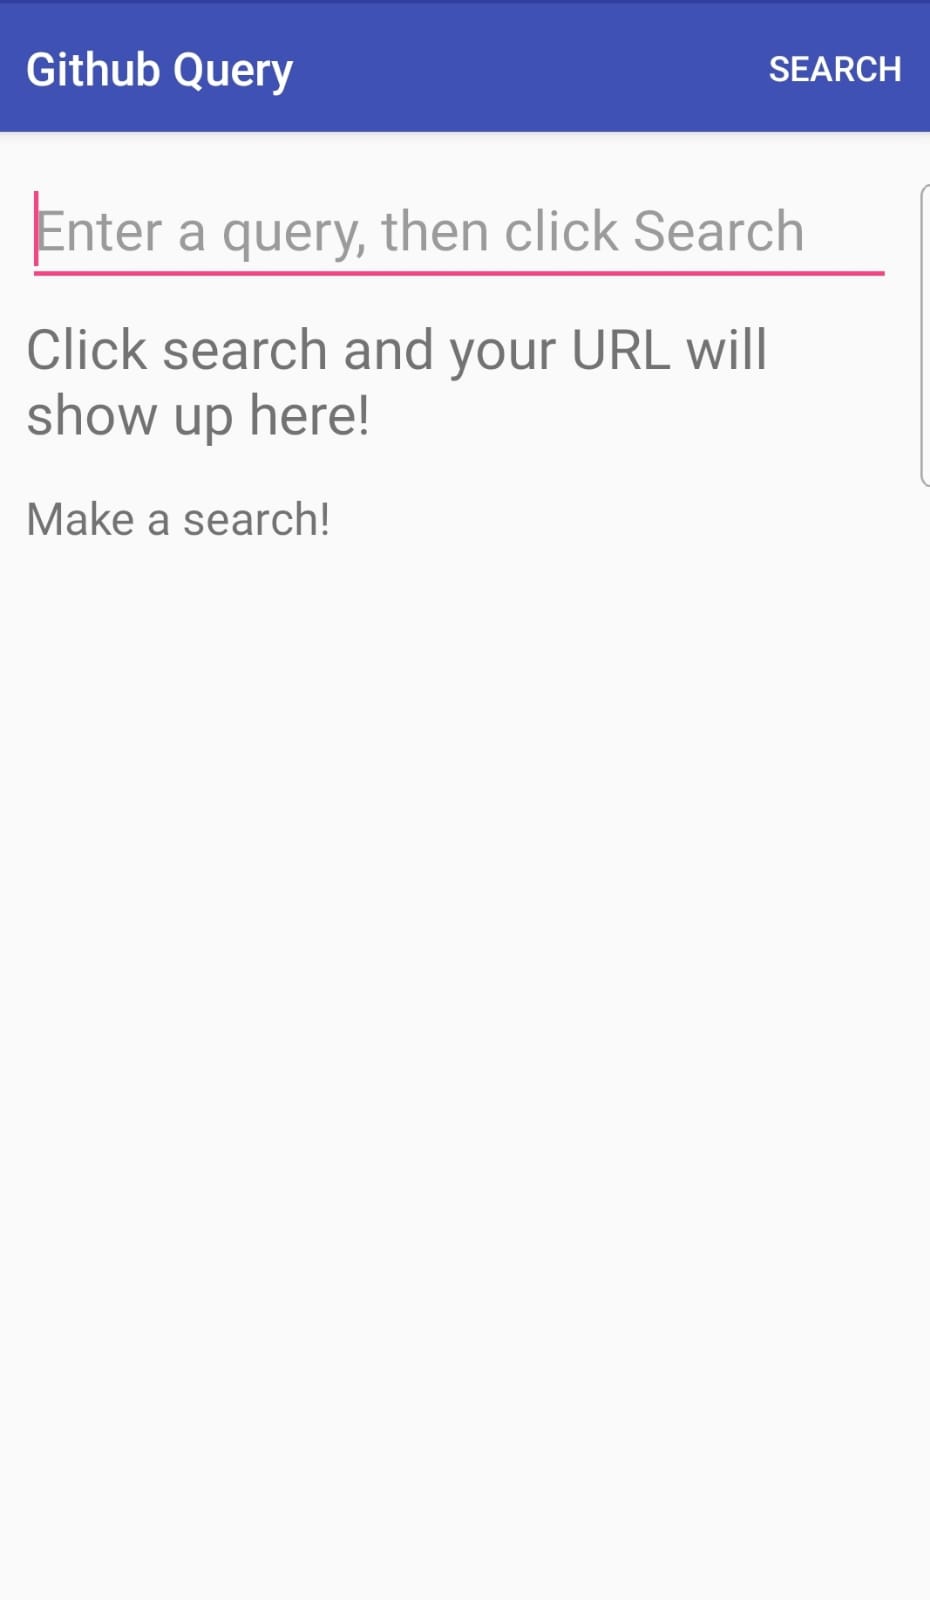 Github Query
SEARCH
Enter a query, then click Search
Click search and your URL will
show up here!
Make a search!